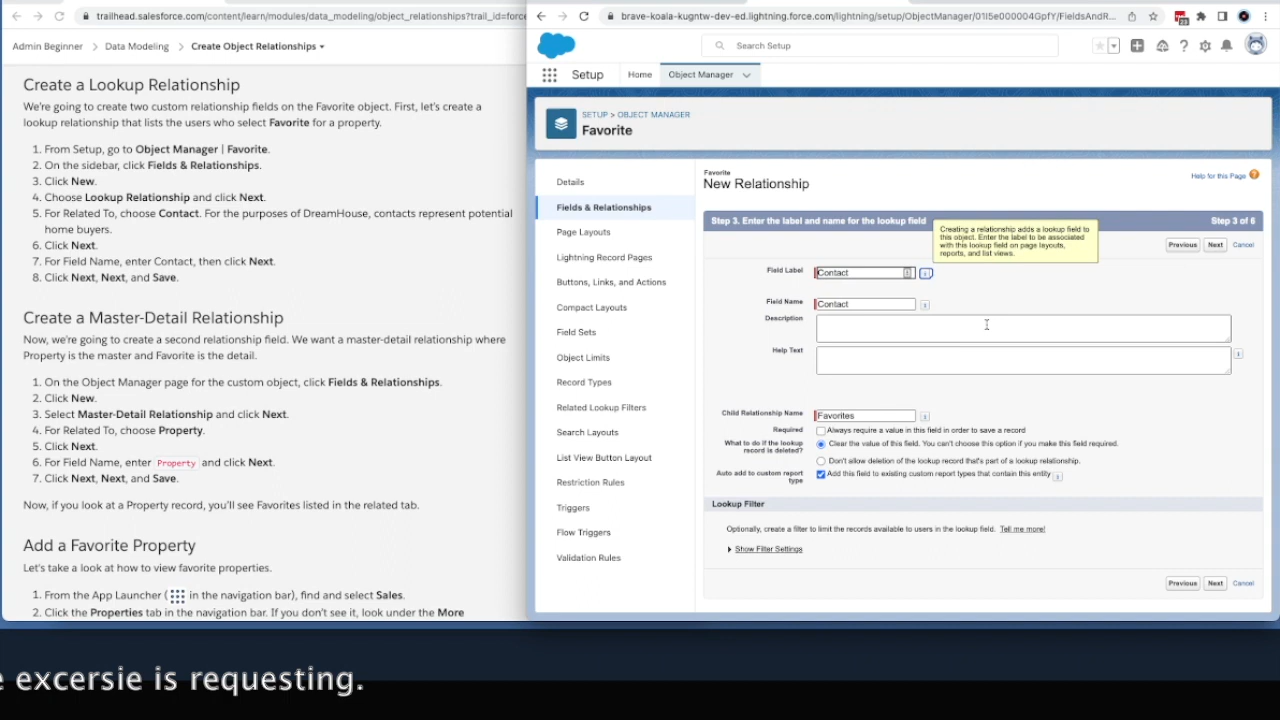 trailhead.salesforce.com/content/learn/modules/data_modeling/object_relationships?trail_id=force
Admin Beginner > Data Modeling > Create Object Relationships
Create a Lookup Relationship
We're going to create two custom relationship fields on the Favorite object. First, let's create a
lookup relationship that lists the users who select Favorite for a property.
1. From Setup, go to Object Manager | Favorite.
2. On the sidebar, click Fields & Relationships.
3. Click New.
4. Choose Lookup Relationship and click Next.
5. For Related To, choose Contact. For the purposes of DreamHouse, contacts represent potential
home buyers.
6. Click Next.
7. For Field Name, enter Contact, then click Next.
8. Click Next, Next, and Save.
Create a Master-Detail Relationship
Now, we're going to create a second relationship field. We want a master-detail relationship where
Property is the master and Favorite is the detail.
1. On the Object Manager page for the custom object, click Fields & Relationships.
2. Click New.
3. Select Master-Detail Relationship and click Next.
4. For Related To, choose Property.
5. Click Next.
6. For Field Name, enter Property and click Next.
7. Click Next, Next, and Save.
Now, if you look at a Property record, you'll see Favorites listed in the related tab.
Add a Favorite Property
Let's take a look at how to view favorite properties.
1. From the App Launcher ( in the navigation bar), find and select Sales.
2. Click the Properties tab in the navigation bar. If you don't see it, look under the More
brave-koala-kugntw-dev-ed.lightning.force.com/lightning/setup/ObjectManager/01I5e000004GpfY/FieldsAndR...
Search Setup
Setup Home Object Manager
SETUP > OBJECT MANAGER
Favorite
Details
Fields & Relationships
Page Layouts
Lightning Record Pages
Buttons, Links, and Actions
Compact Layouts
Field Sets
Object Limits
Record Types
Related Lookup Filters
Search Layouts
List View Button Layout
Restriction Rules
Triggers
Flow Triggers
Validation Rules
Favorite
New Relationship
Help for this Page
Step 3. Enter the label and name for the lookup field Step 3 of 6
Creating a relationship adds a lookup field to
this object. Enter the label to be associated
with this lookup field on page layouts,
reports, and list views.
Previous Next Cancel
Field Label Contact
Field Name Contact
Description
Help Text
Child Relationship Name Favorites
Required Always require a value in this field in order to save a record
What to do if the lookup
record is deleted?
Clear the value of this field. You can't choose this option if you make this field required.
Don't allow deletion of the lookup record that's part of a lookup relationship.
Auto add to custom report
type
Add this field to existing custom report types that contain this entity
Lookup Filter
Optionally, create a filter to limit the records available to users in the lookup field. Tell me more!
Show Filter Settings
Previous Next Cancel
excersie is requesting.